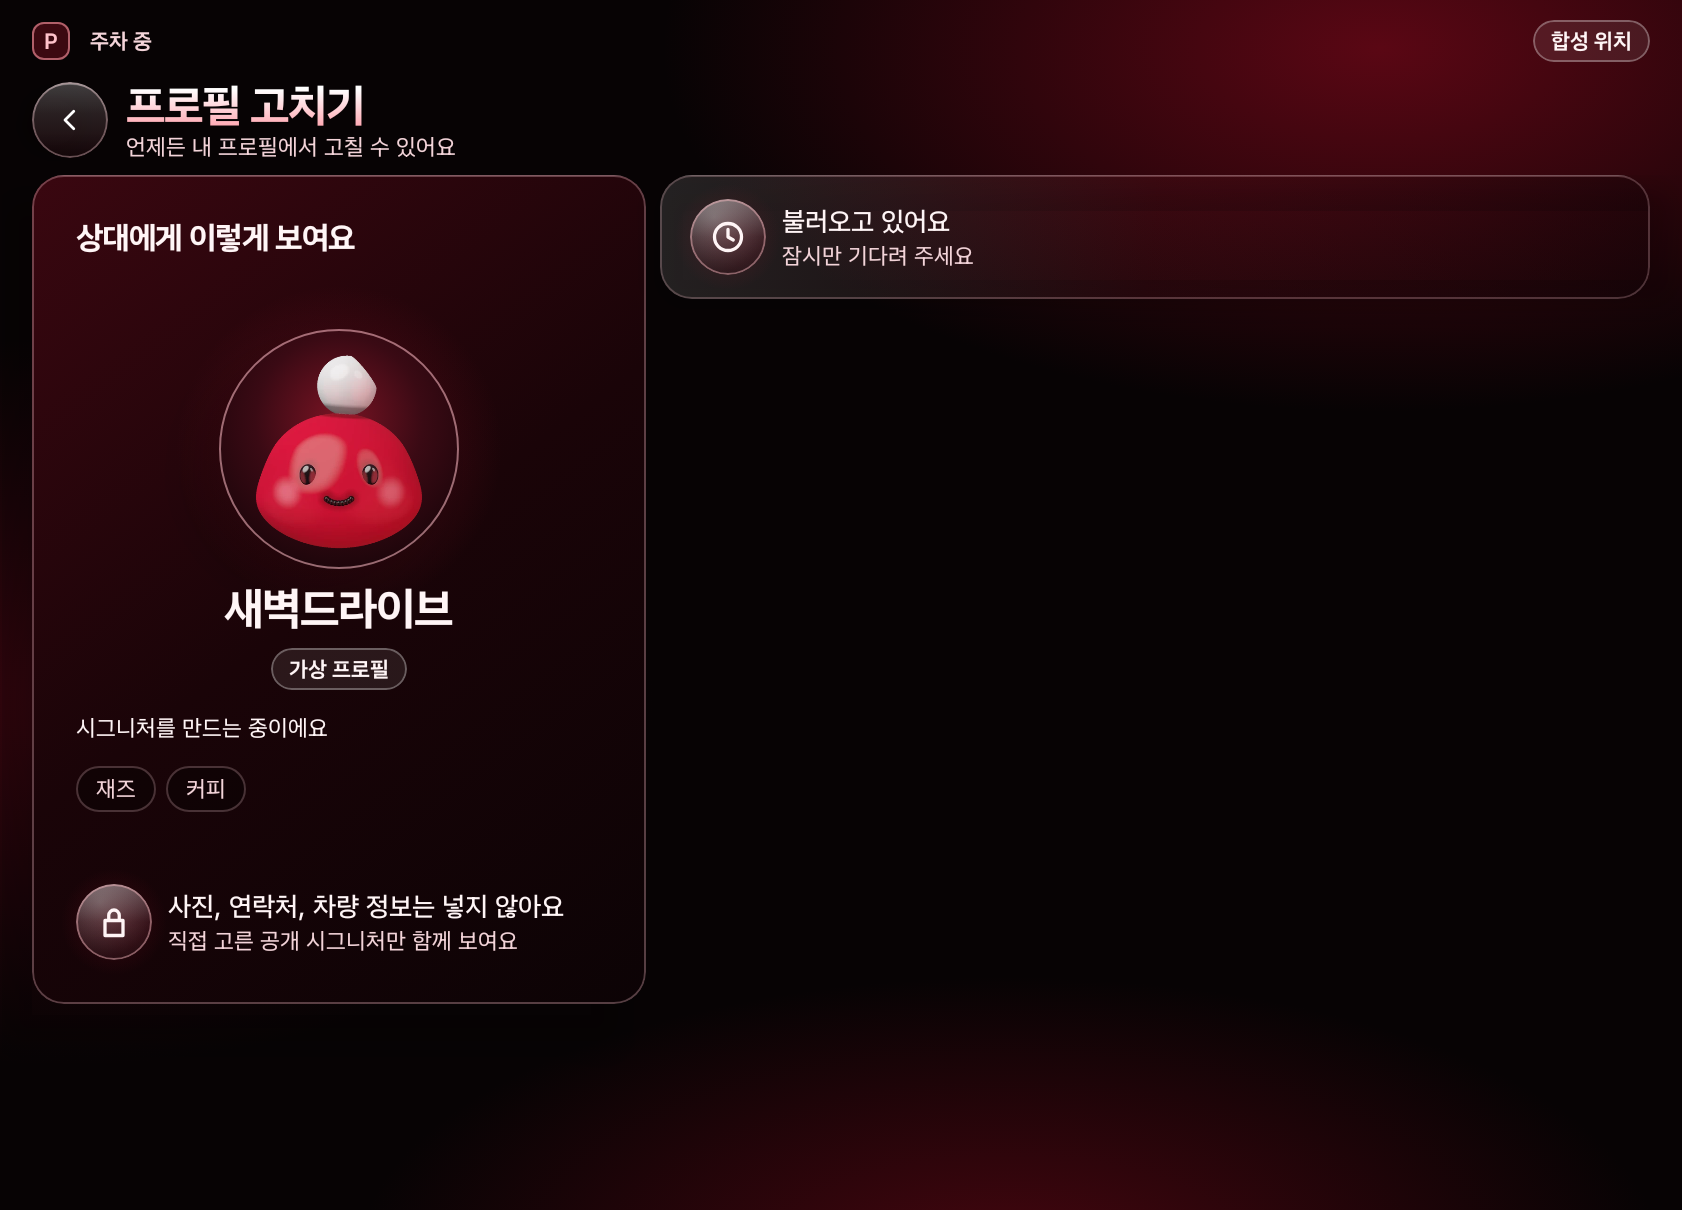 P 주차 중
합성 위치
프로필 고치기
언제든 내 프로필에서 고칠 수 있어요
상대에게 이렇게 보여요
새벽드라이브
가상 프로필
시그니처를 만드는 중이에요
재즈 커피
사진, 연락처, 차량 정보는 넣지 않아요
직접 고른 공개 시그니처만 함께 보여요
불러오고 있어요
잠시만 기다려 주세요